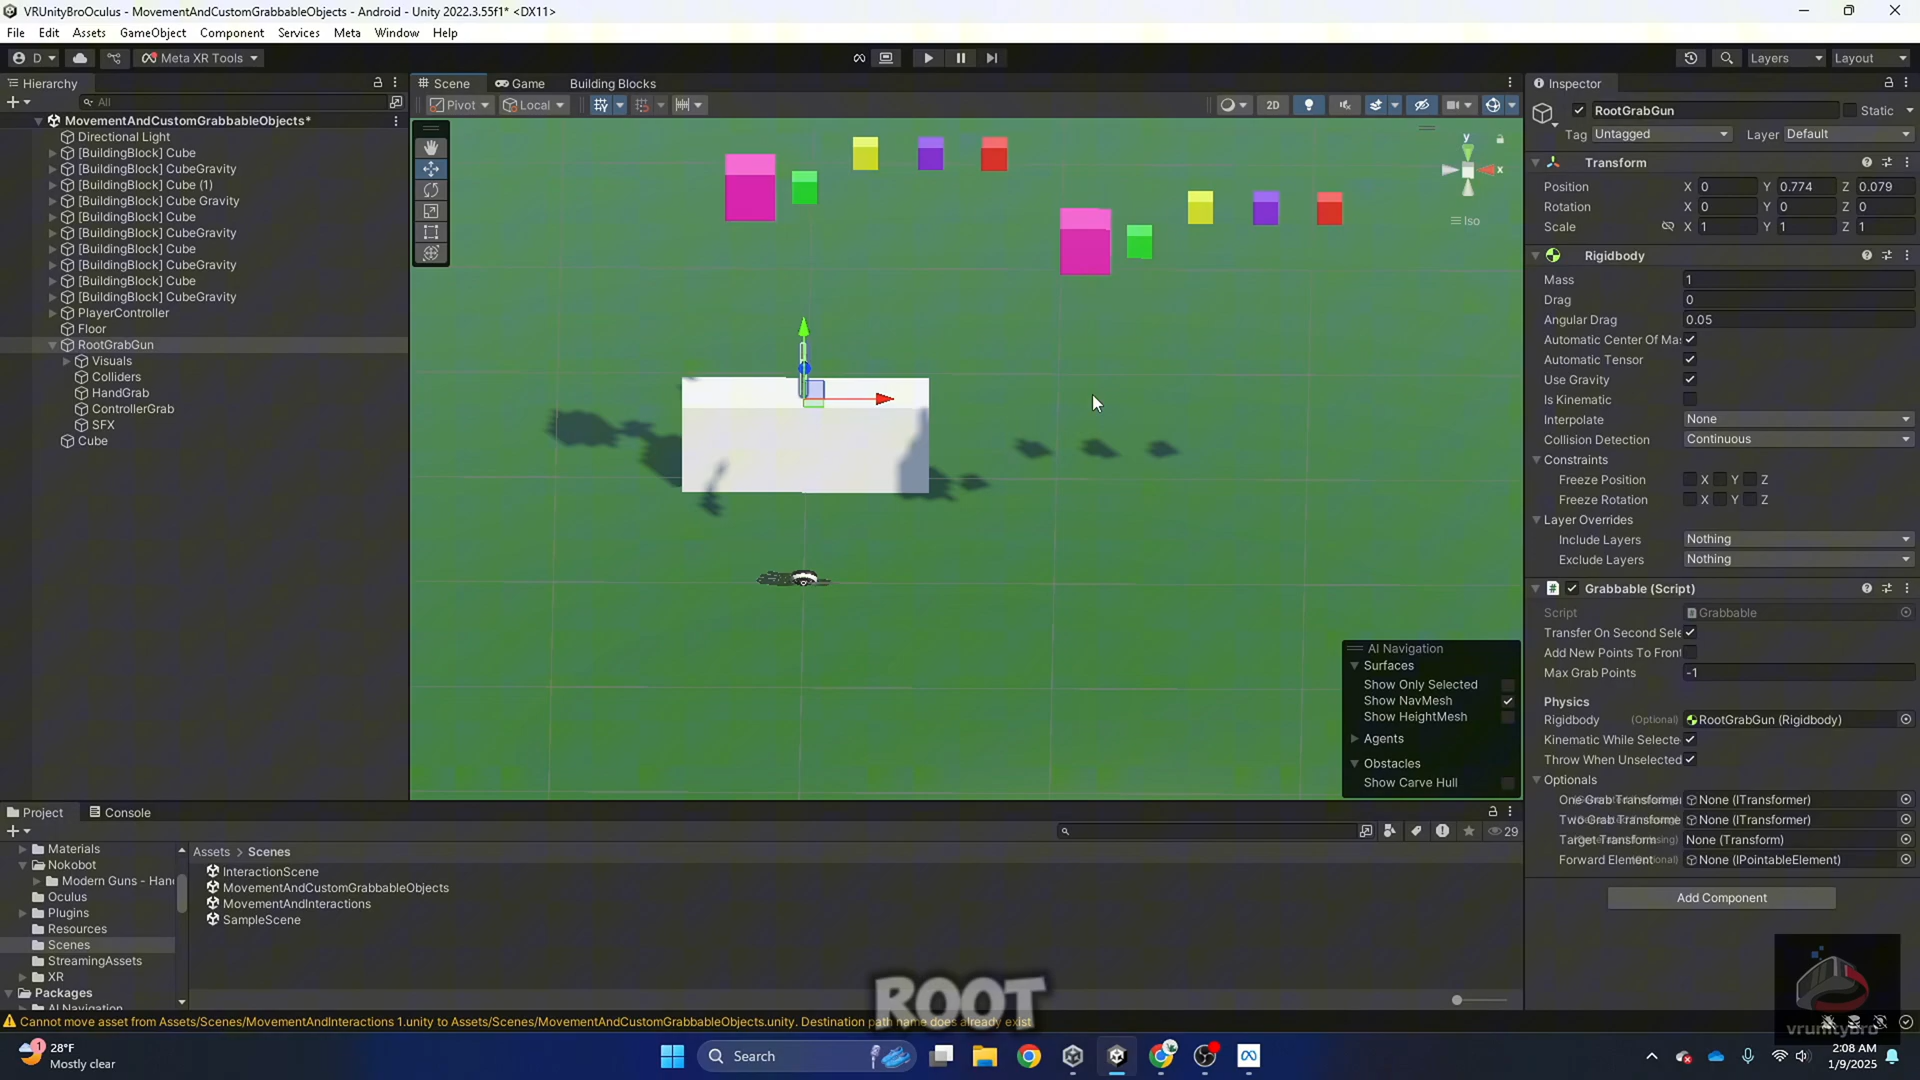 VRUnityBroOculus - MovementAndCustomGrabbableObjects - Android - Unity 2022.3.55f1* <DX11>
File Edit Assets GameObject Component Services Meta Window Help
D Meta XR Tools Layers Layout
Hierarchy
All
MovementAndCustomGrabbableObjects*
Directional Light
[BuildingBlock] Cube
[BuildingBlock] CubeGravity
[BuildingBlock] Cube (1)
[BuildingBlock] Cube Gravity
[BuildingBlock] Cube
[BuildingBlock] CubeGravity
[BuildingBlock] Cube
[BuildingBlock] CubeGravity
[BuildingBlock] Cube
[BuildingBlock] CubeGravity
PlayerController
Floor
RootGrabGun
Visuals
Colliders
HandGrab
ControllerGrab
SFX
Cube
Scene Game Building Blocks
Pivot Local 2D
y
x
Iso
AI Navigation
Surfaces
Show Only Selected
Show NavMesh
Show HeightMesh
Agents
Obstacles
Show Carve Hull
Inspector
RootGrabGun Static
Tag Untagged Layer Default
Transform
Position X 0 Y 0.774 Z 0.079
Rotation X 0 Y 0 Z 0
Scale X 1 Y 1 Z 1
Rigidbody
Mass 1
Drag 0
Angular Drag 0.05
Automatic Center Of Mas
Automatic Tensor
Use Gravity
Is Kinematic
Interpolate None
Collision Detection Continuous
Constraints
Freeze Position X Y Z
Freeze Rotation X Y Z
Layer Overrides
Include Layers Nothing
Exclude Layers Nothing
Grabbable (Script)
Script Grabbable
Transfer On Second Sele
Add New Points To Front
Max Grab Points -1
Physics
Rigidbody (Optional) RootGrabGun (Rigidbody)
Kinematic While Selecte
Throw When Unselected
Optionals
One Grab Transformer None (ITransformer)
Two Grab Transformer None (ITransformer)
Target Transform None (Transform)
Forward Element None (IPointableElement)
Add Component
Project Console
29
Materials
Nokobot
Modern Guns - Hand
Oculus
Plugins
Resources
Scenes
StreamingAssets
XR
Packages
AI Navigation
Assets > Scenes
InteractionScene
MovementAndCustomGrabbableObjects
MovementAndInteractions
SampleScene
ROOT
vrunitybro
Cannot move asset from Assets/Scenes/MovementAndInteractions 1.unity to Assets/Scenes/MovementAndCustomGrabbableObjects.unity. Destination path name does already exist
1
28°F
Mostly clear
Search
2:08 AM
1/9/2025